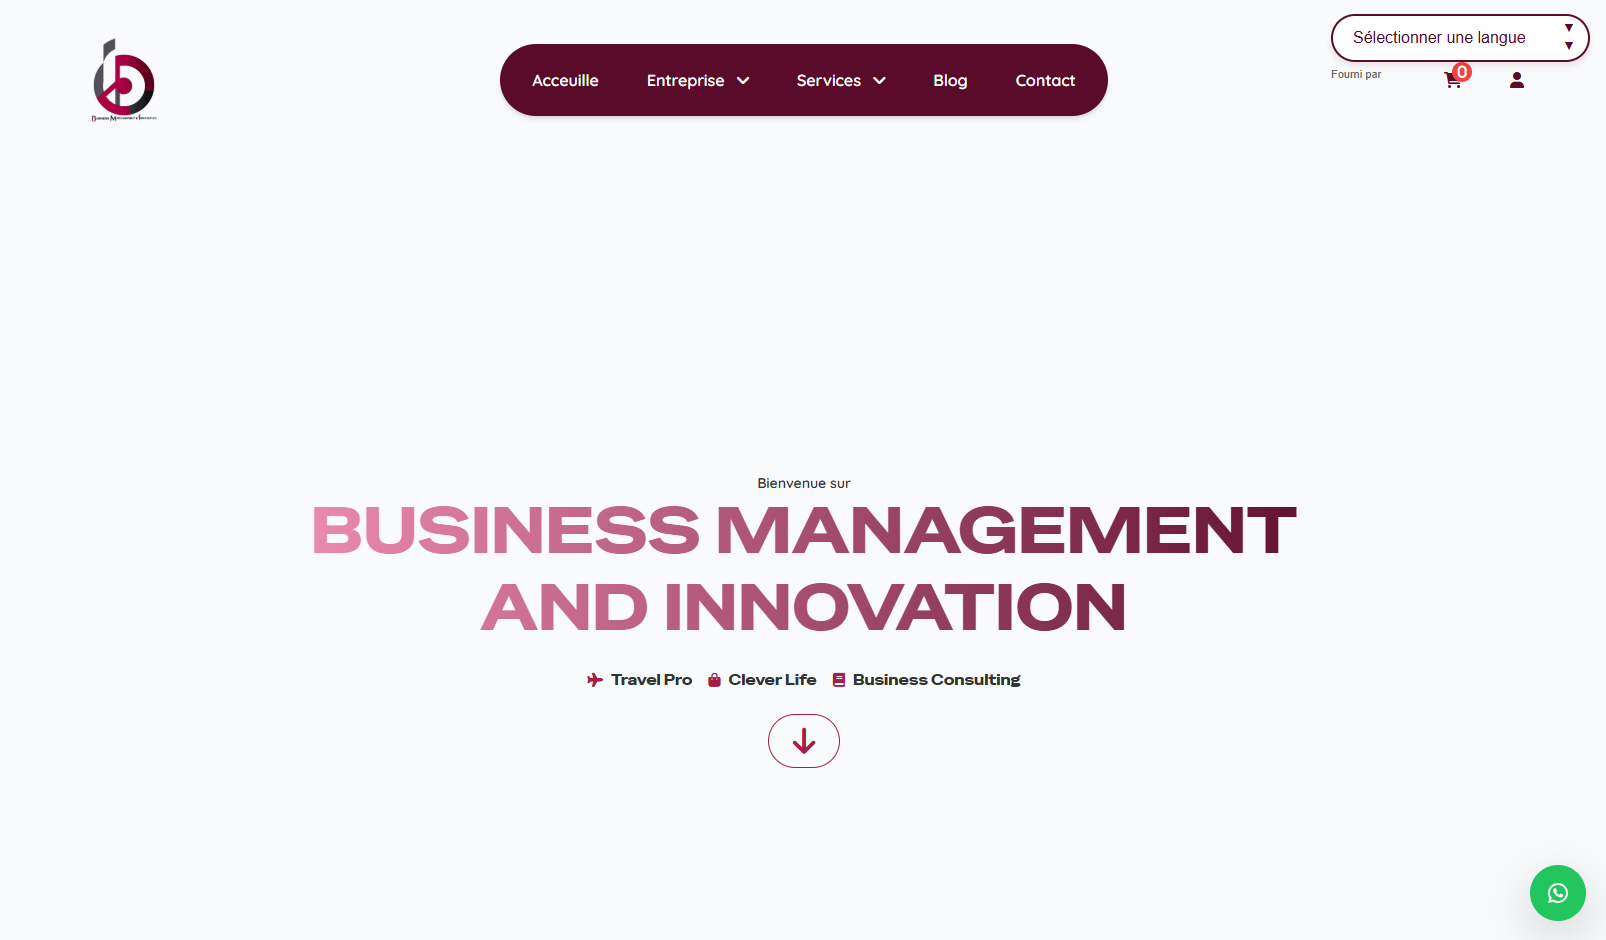 Sélectionner une langue
Acceuille Entreprise Services Blog Contact
Fourni par
0
Bienvenue sur
BUSINESS MANAGEMENT
AND INNOVATION
Travel Pro Clever Life Business Consulting